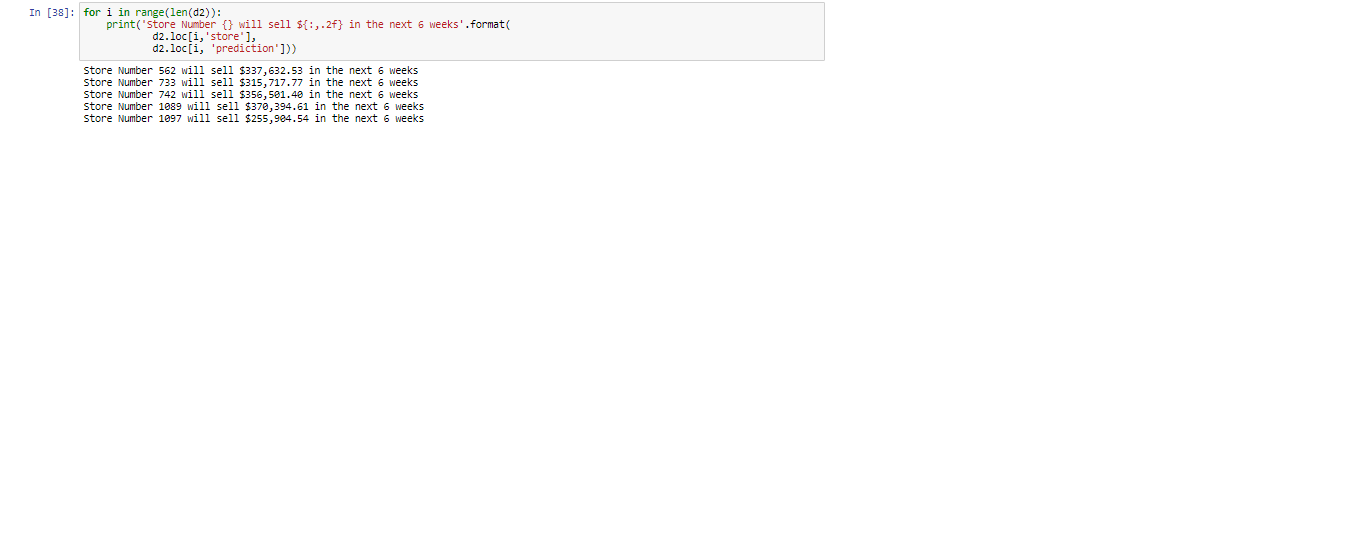 In [38]: for i in range(len(d2)):
print('Store Number {} will sell ${:,.2f} in the next 6 weeks'.format(
d2.loc[i,'store'],
d2.loc[i, 'prediction']))
Store Number 562 will sell $337,632.53 in the next 6 weeks
Store Number 733 will sell $315,717.77 in the next 6 weeks
Store Number 742 will sell $356,501.40 in the next 6 weeks
Store Number 1089 will sell $370,394.61 in the next 6 weeks
Store Number 1097 will sell $255,904.54 in the next 6 weeks